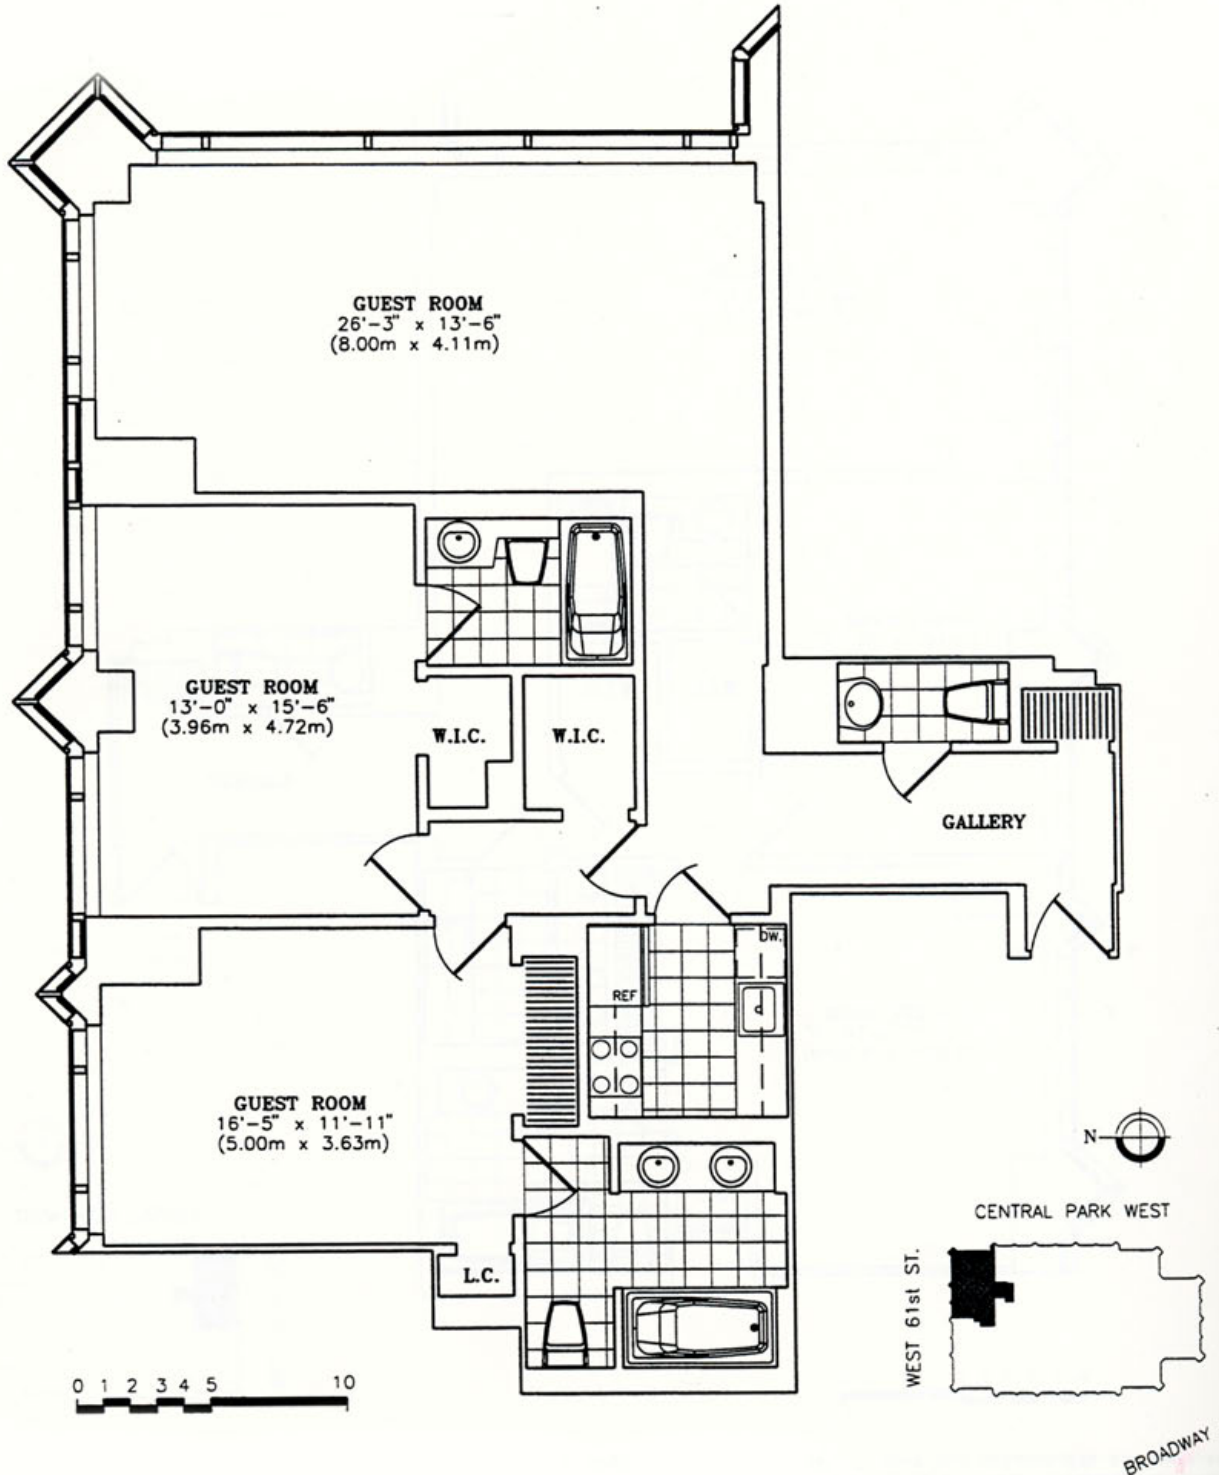 GUEST ROOM
26'-3" x 13'-6"
(8.00m x 4.11m)
GUEST ROOM
13'-0" x 15'-6"
(3.96m x 4.72m)
W.I.C.
W.I.C.
GALLERY
DW.
REF
GUEST ROOM
16'-5" x 11'-11"
(5.00m x 3.63m)
L.C.
N
CENTRAL PARK WEST
WEST 61st ST.
BROADWAY
0 1 2 3 4 5 10